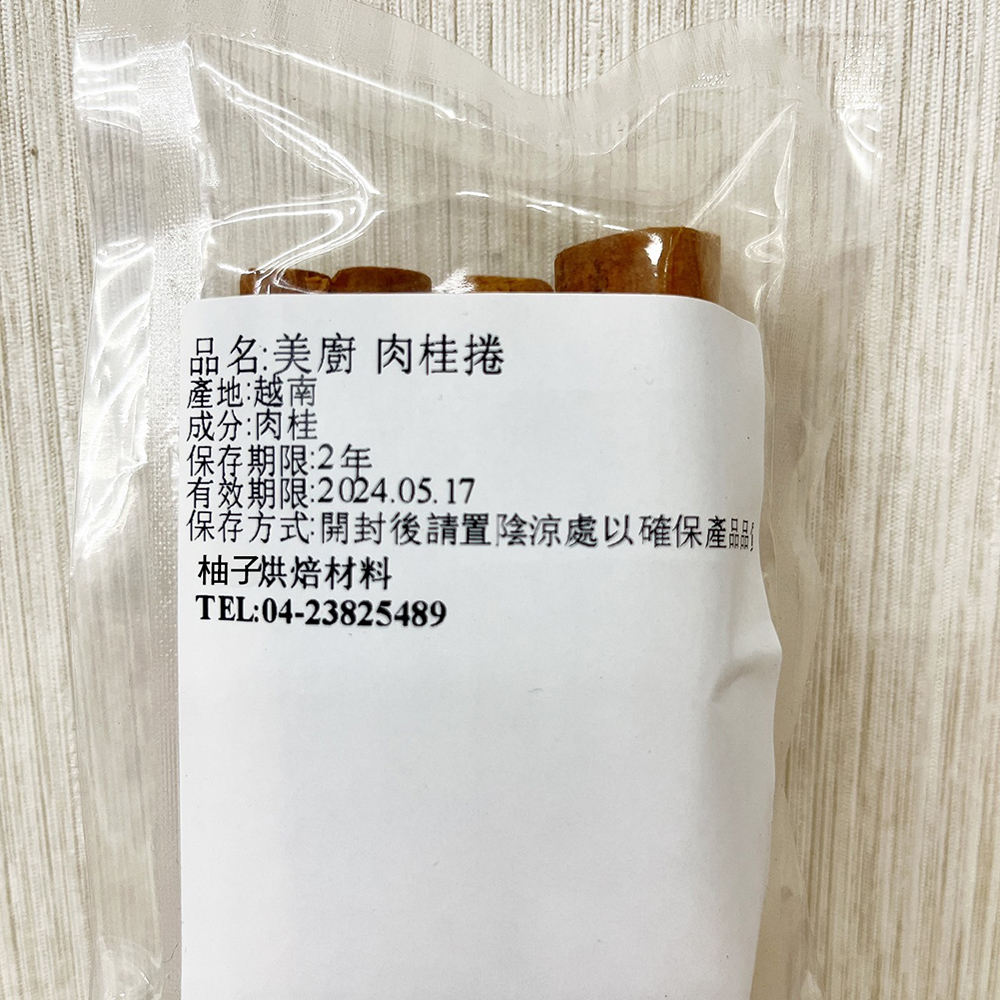 品名:美廚 肉桂捲
產地:越南
成分:肉桂
保存期限:2年
有效期限:2024.05.17
保存方式:開封後請置陰涼處以確保產品品
柚子烘焙材料
TEL:04-23825489